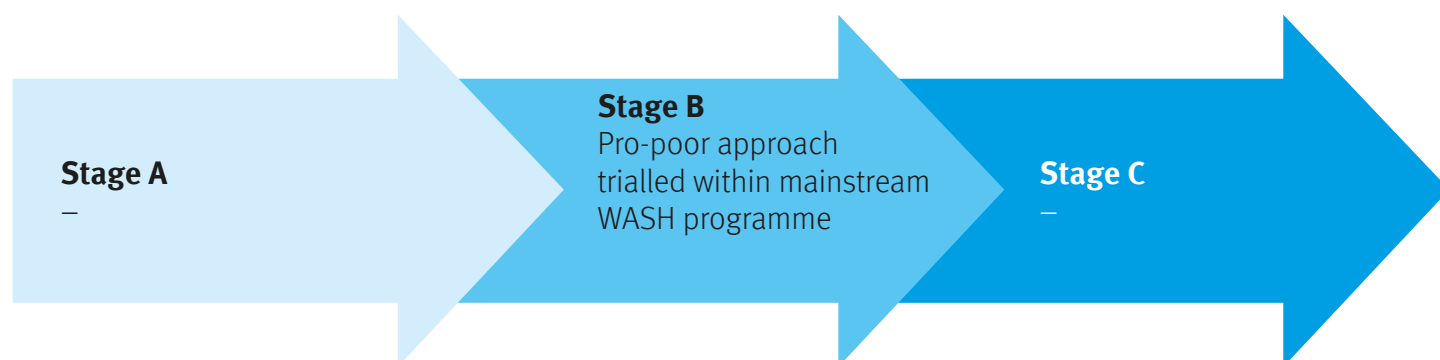 Stage A
–
Stage B
Pro-poor approach
trialled within mainstream
WASH programme
Stage C
–